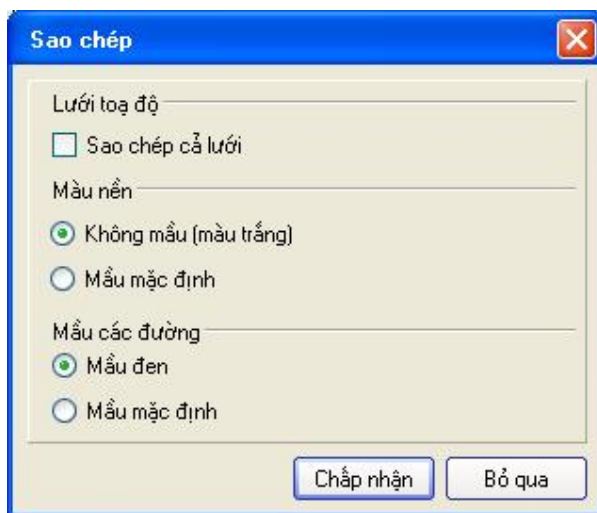 Sao chép
Lưới toạ độ
Sao chép cả lưới
Màu nền
Không mầu (màu trắng)
Mầu mặc định
Mầu các đường
Mầu đen
Mầu mặc định
Chấp nhận
Bỏ qua